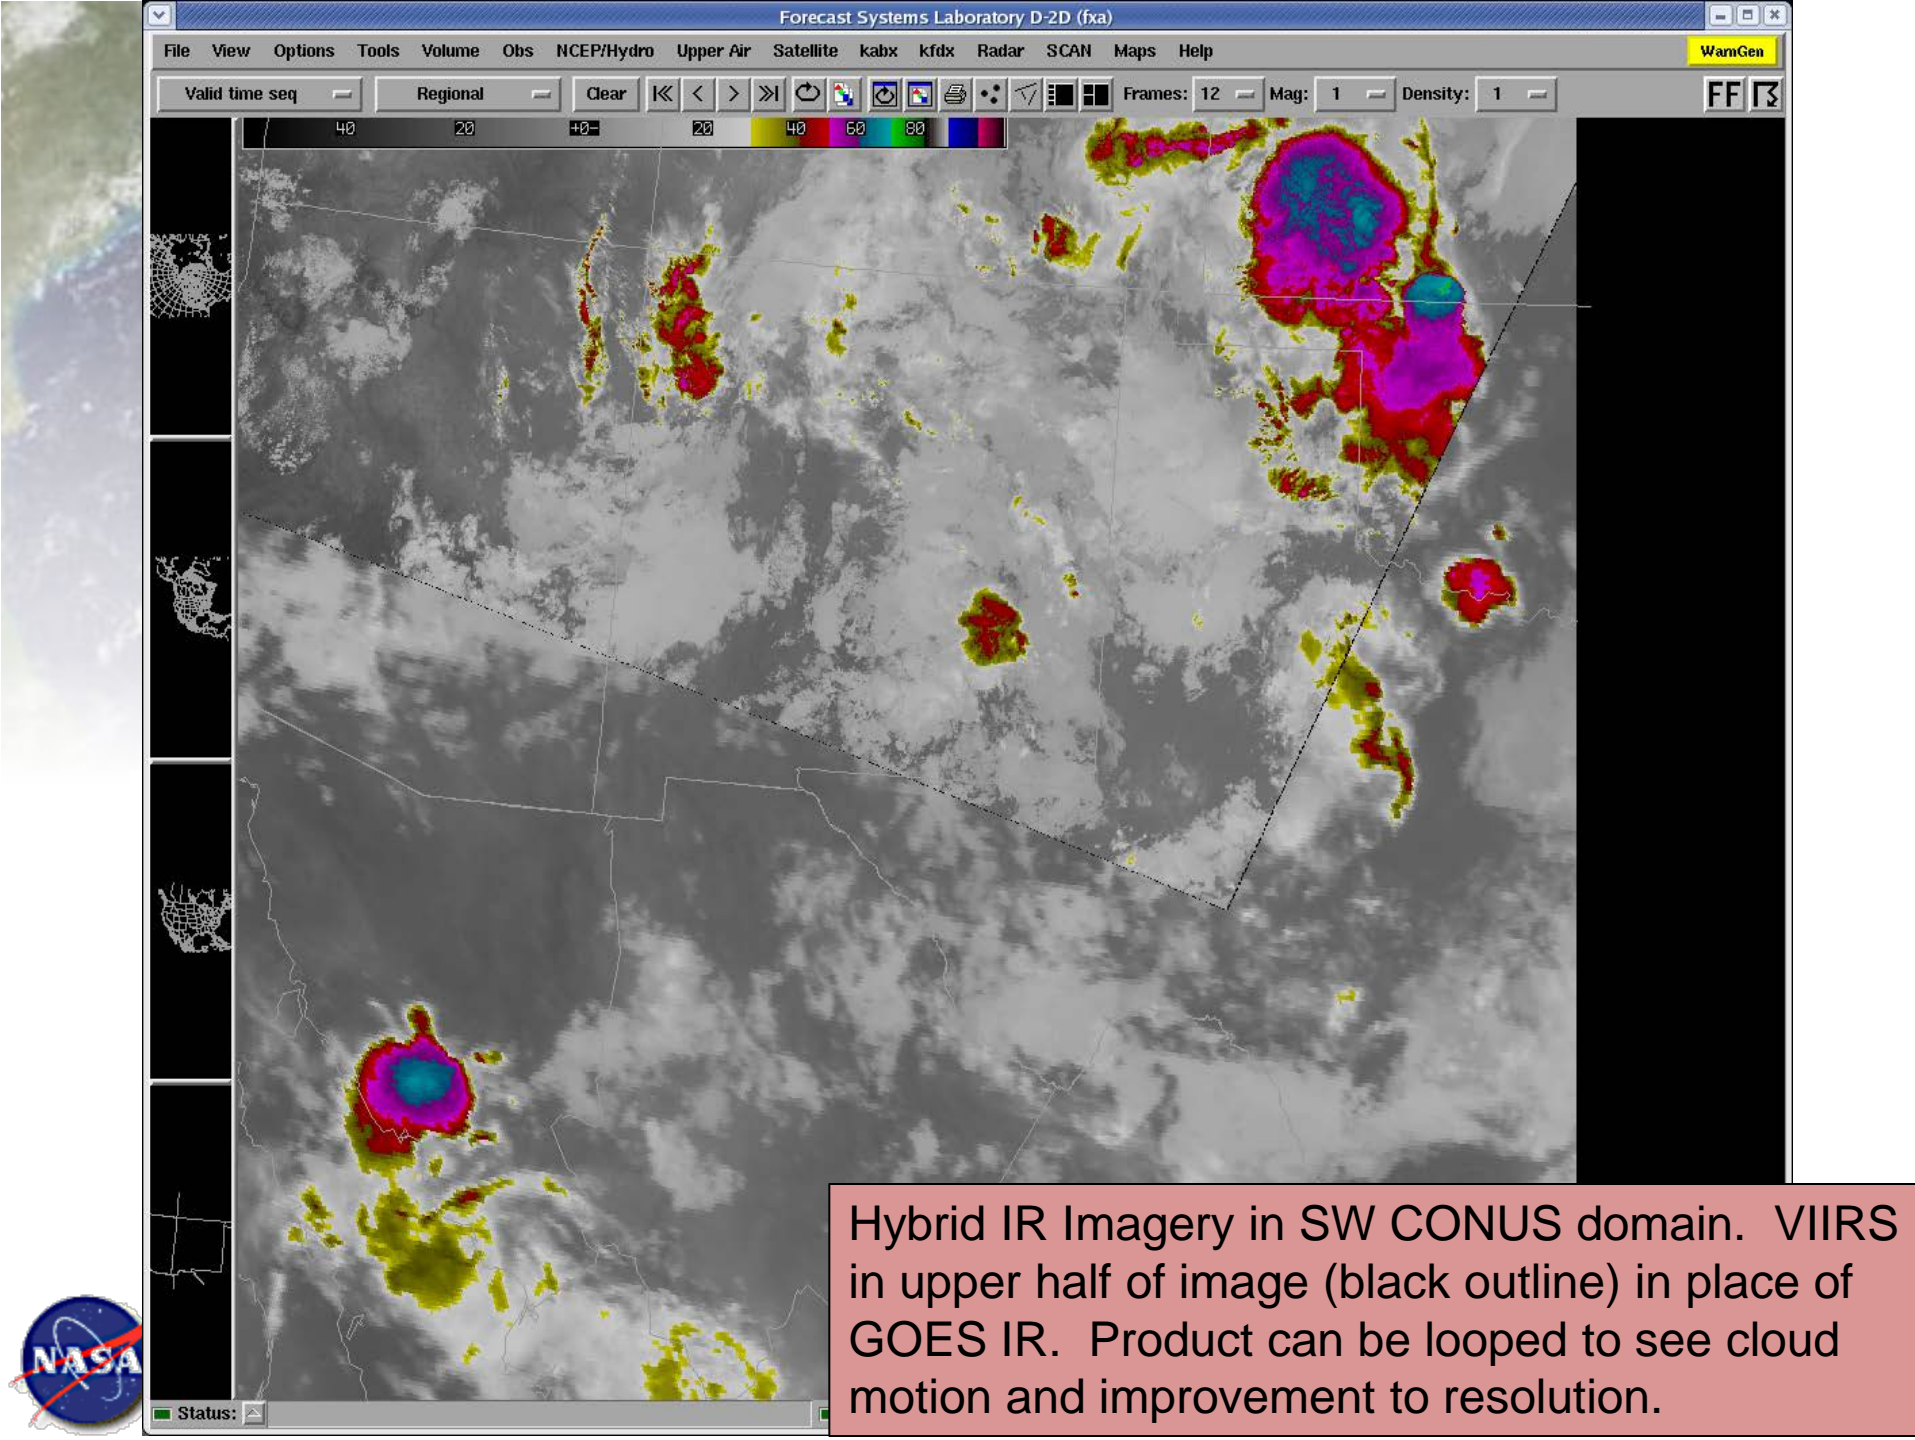 Forecast Systems Laboratory D-2D (fxa)
File View Options Tools Volume Obs NCEP/Hydro Upper Air Satellite kabx kfdx Radar SCAN Maps Help WarnGen
Valid time seq Regional Clear Frames: 12 Mag: 1 Density: 1 FF
40 20 +0- 20 40 60 80
Hybrid IR Imagery in SW CONUS domain. VIIRS
in upper half of image (black outline) in place of
GOES IR. Product can be looped to see cloud
motion and improvement to resolution.
NASA
Status: